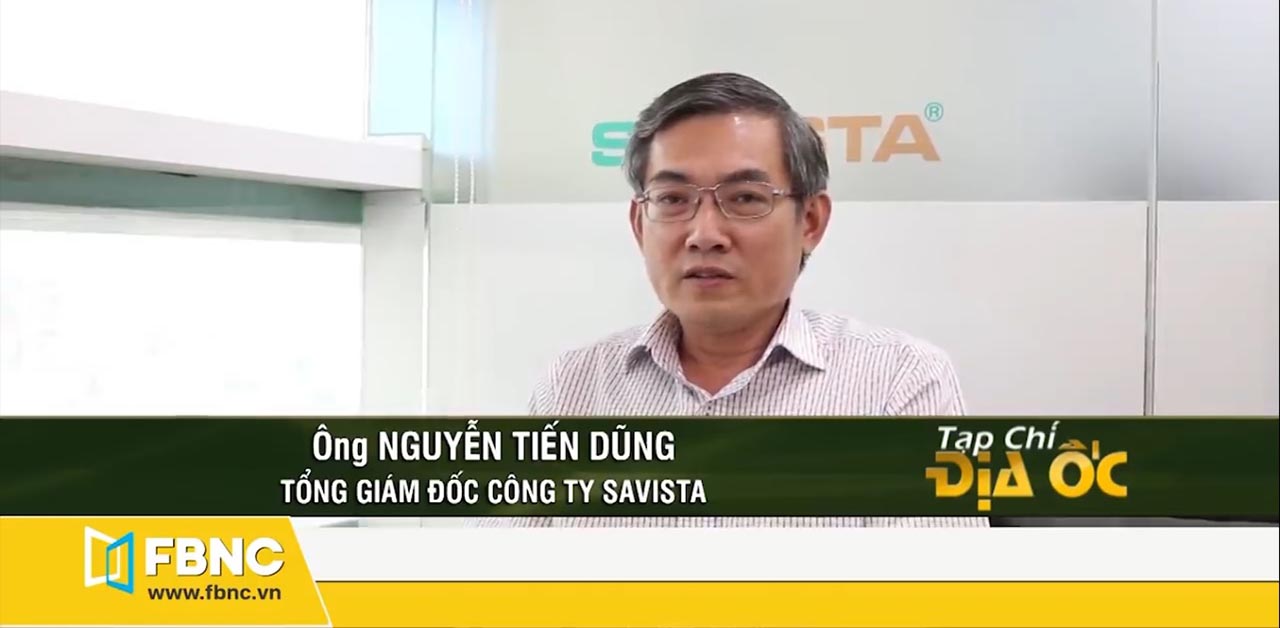 Ông NGUYỄN TIẾN DŨNG
TỔNG GIÁM ĐỐC CÔNG TY SAVISTA
Tạp Chí
ĐỊA ỐC
FBNC
www.fbnc.vn